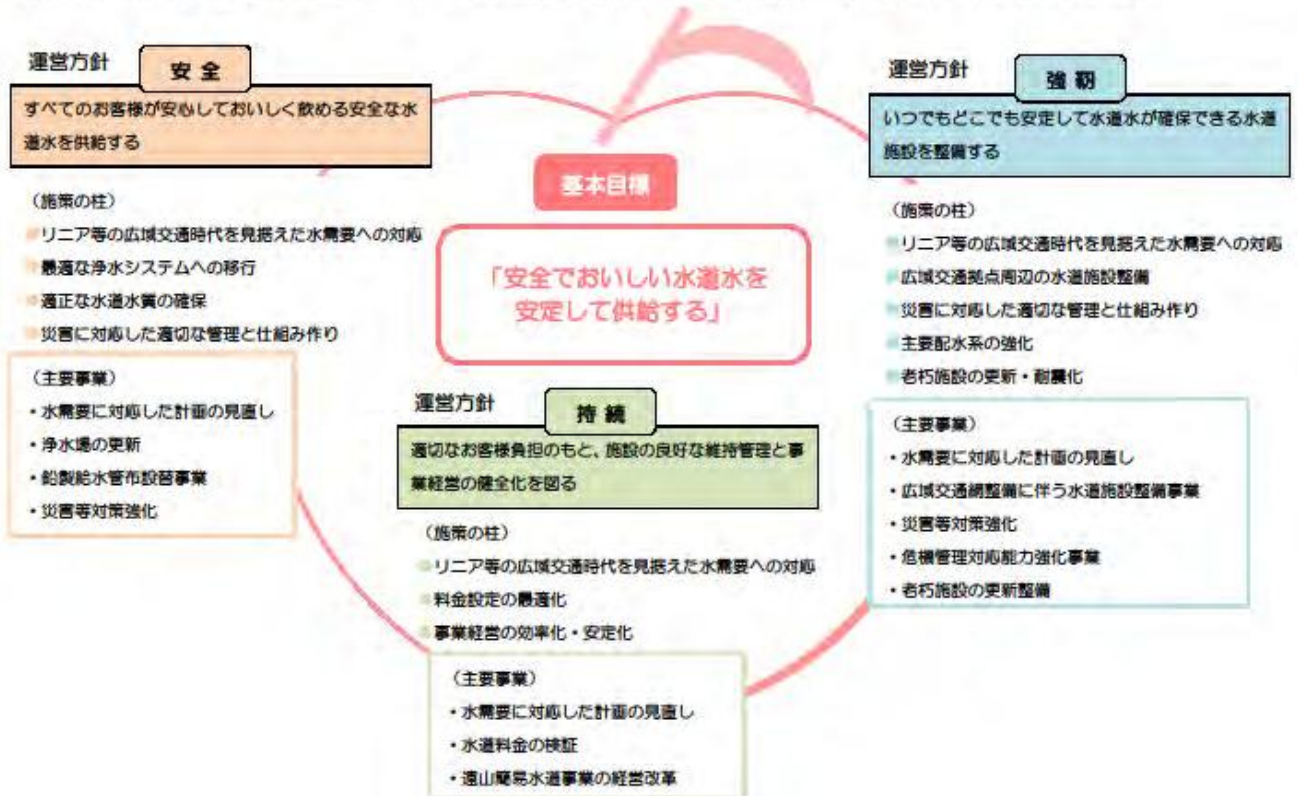 運営方針
安全
すべてのお客様が安心しておいしく飲める安全な水
道水を供給する
（施策の柱）
リニア等の広域交通時代を見据えた水需要への対応
最適な浄水システムへの移行
適正な水道水質の確保
災害に対応した適切な管理と仕組み作り
（主要事業）
・水需要に対応した計画の見直し
・浄水場の更新
・鉛製給水管布設替事業
・災害等対策強化
基本目標
「安全でおいしい水道水を
安定して供給する」
運営方針
持続
適切なお客様負担のもと、施設の良好な維持管理と事
業経営の健全化を図る
（施策の柱）
リニア等の広域交通時代を見据えた水需要への対応
料金設定の最適化
事業経営の効率化・安定化
（主要事業）
・水需要に対応した計画の見直し
・水道料金の検証
・遠山簡易水道事業の経営改革
運営方針
強靭
いつでもどこでも安定して水道水が確保できる水道
施設を整備する
（施策の柱）
リニア等の広域交通時代を見据えた水需要への対応
広域交通拠点周辺の水道施設整備
災害に対応した適切な管理と仕組み作り
主要配水系の強化
老朽施設の更新・耐震化
（主要事業）
・水需要に対応した計画の見直し
・広域交通網整備に伴う水道施設整備事業
・災害等対策強化
・危機管理対応能力強化事業
・老朽施設の更新整備